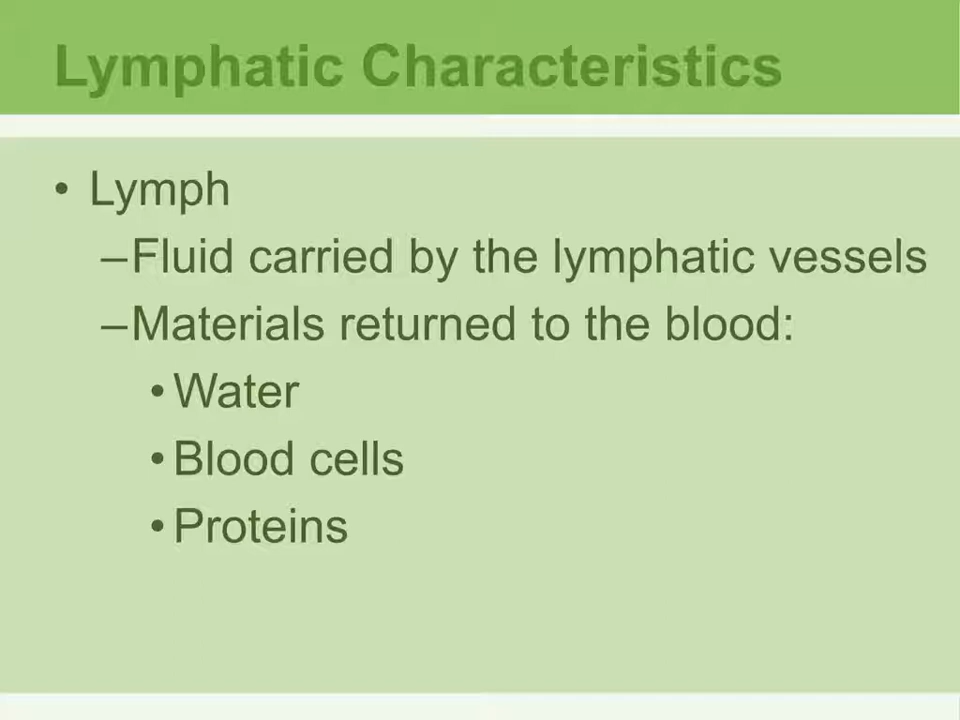 Lymphatic Characteristics
• Lymph
–Fluid carried by the lymphatic vessels
–Materials returned to the blood:
•Water
•Blood cells
•Proteins